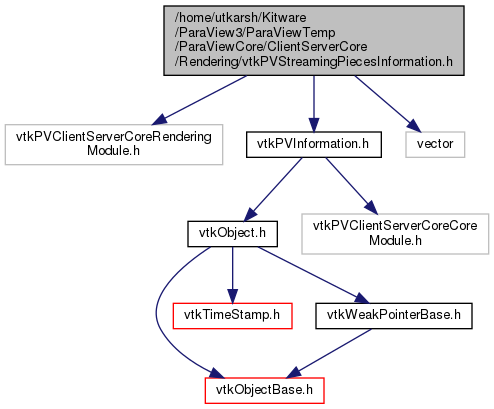 /home/utkarsh/Kitware
/ParaView3/ParaViewTemp
/ParaViewCore/ClientServerCore
/Rendering/vtkPVStreamingPiecesInformation.h
vtkPVClientServerCoreRendering
Module.h
vtkPVInformation.h
vector
vtkObject.h
vtkPVClientServerCoreCore
Module.h
vtkTimeStamp.h
vtkWeakPointerBase.h
vtkObjectBase.h